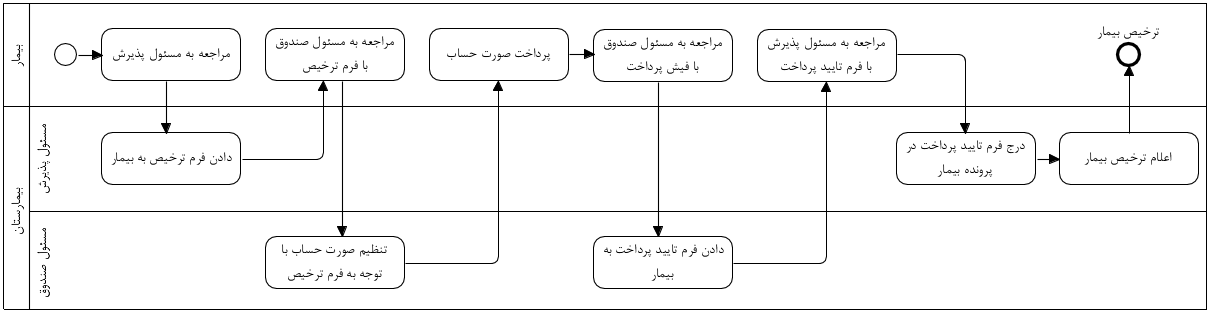 بیمار
مراجعه به مسئول پذیرش
مراجعه به مسئول صندوق
با فرم ترخیص
پرداخت صورت حساب
مراجعه به مسئول صندوق
با فیش پرداخت
مراجعه به مسئول پذیرش
با فرم تایید پرداخت
ترخیص بیمار
بیمارستان
مسئول پذیرش
دادن فرم ترخیص به بیمار
درج فرم تایید پرداخت در
پرونده بیمار
اعلام ترخیص بیمار
مسئول صندوق
تنظیم صورت حساب با
توجه به فرم ترخیص
دادن فرم تایید پرداخت به
بیمار